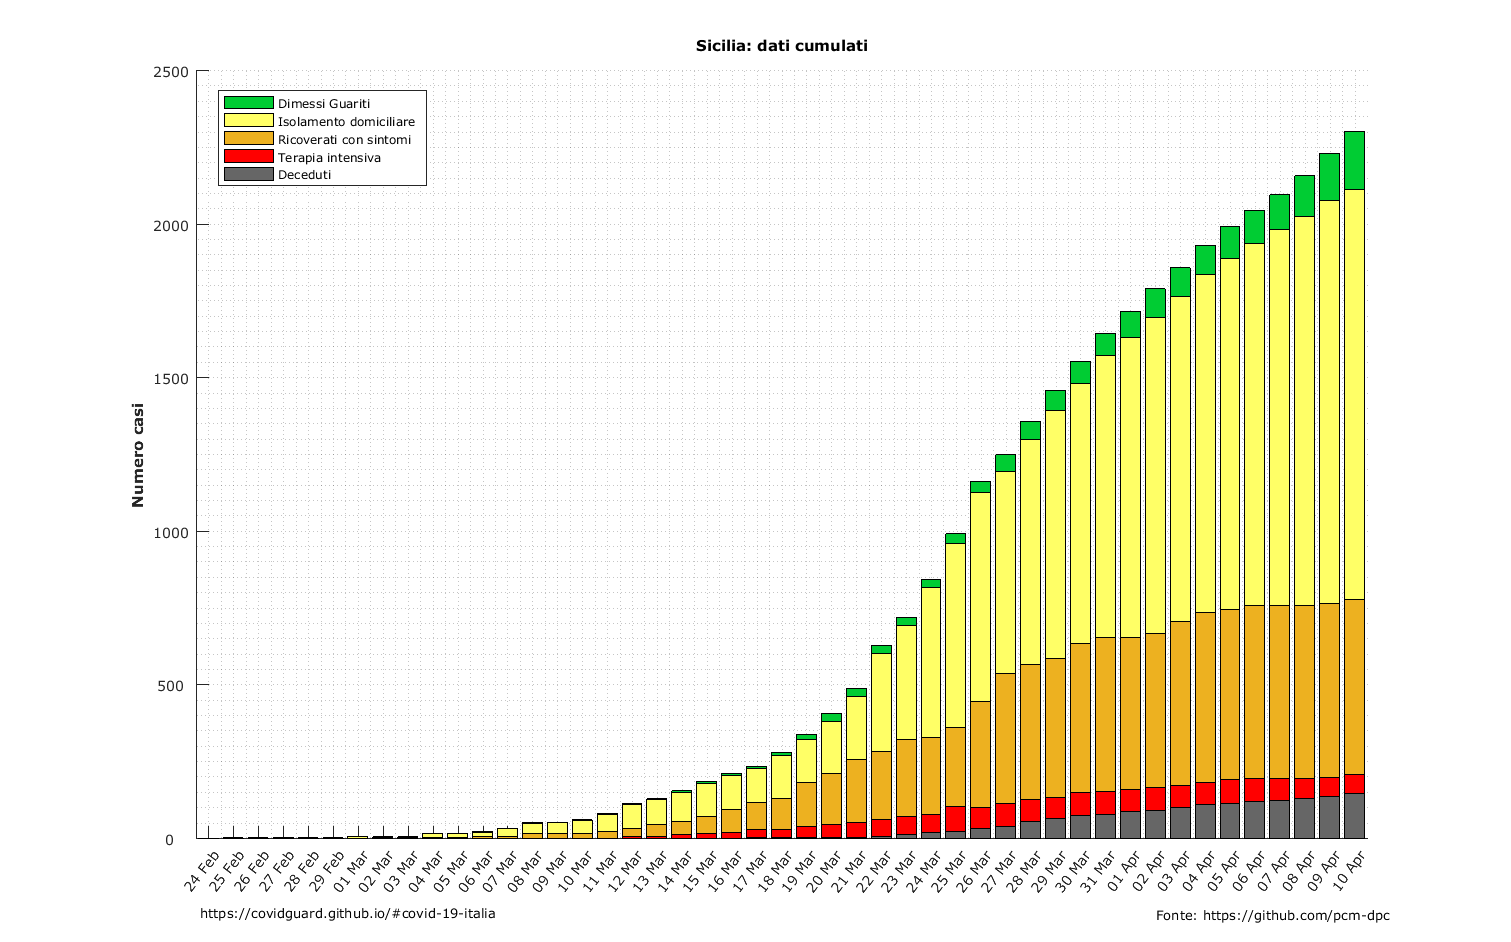 Sicilia: dati cumulati
2500
2000
1500
1000
500
0
Numero casi
Dimessi Guariti
Isolamento domiciliare
Ricoverati con sintomi
Terapia intensiva
Deceduti
24 Feb
25 Feb
26 Feb
27 Feb
28 Feb
29 Feb
01 Mar
02 Mar
03 Mar
04 Mar
05 Mar
06 Mar
07 Mar
08 Mar
09 Mar
10 Mar
11 Mar
12 Mar
13 Mar
14 Mar
15 Mar
16 Mar
17 Mar
18 Mar
19 Mar
20 Mar
21 Mar
22 Mar
23 Mar
24 Mar
25 Mar
26 Mar
27 Mar
28 Mar
29 Mar
30 Mar
31 Mar
01 Apr
02 Apr
03 Apr
04 Apr
05 Apr
06 Apr
07 Apr
08 Apr
09 Apr
10 Apr
https://covidguard.github.io/#covid-19-italia
Fonte: https://github.com/pcm-dpc